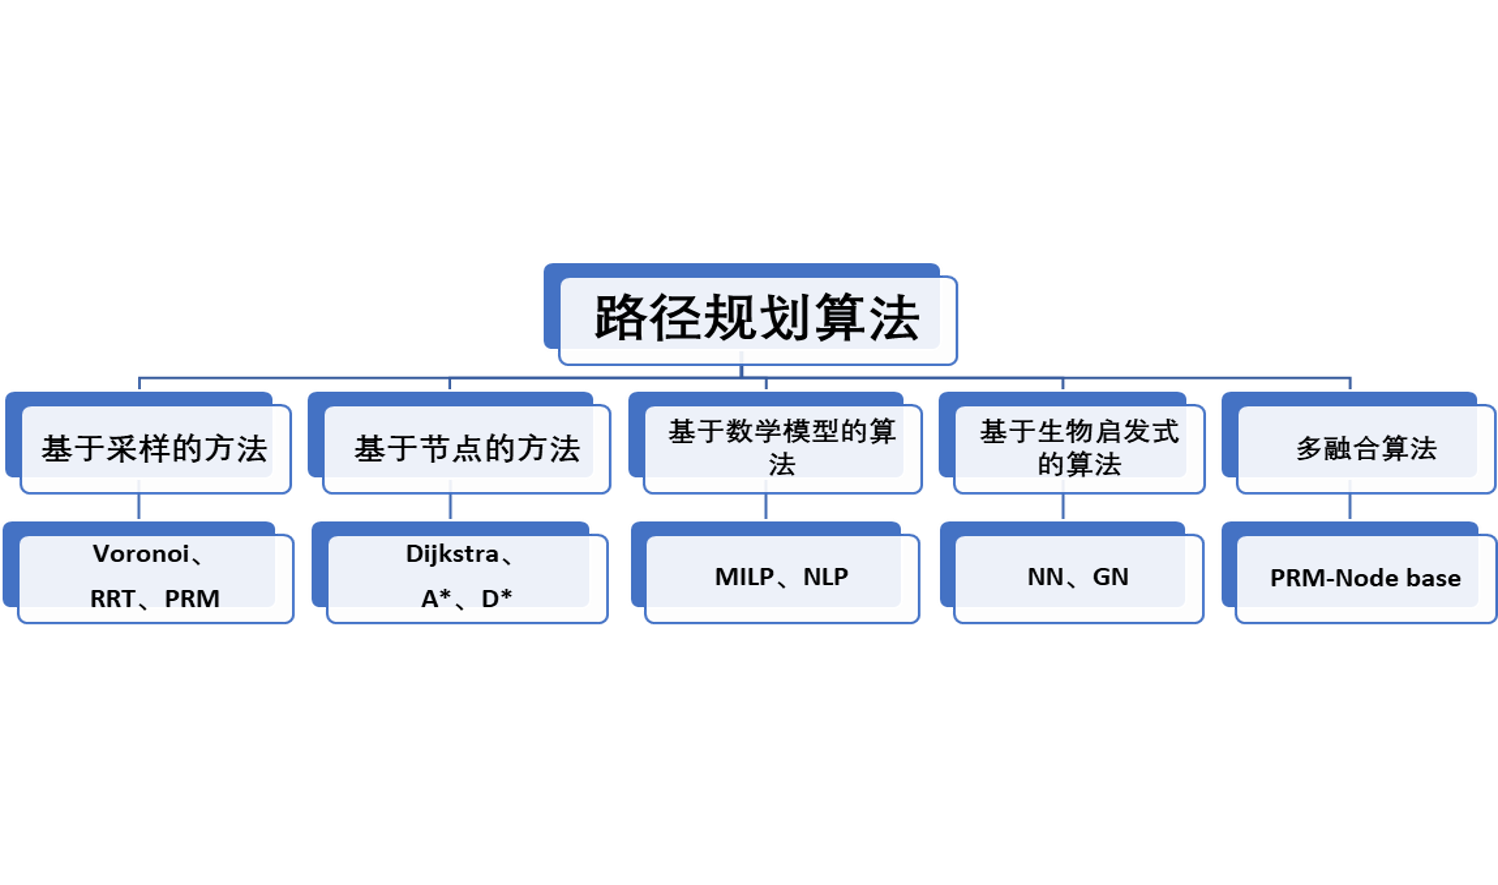 路径规划算法
基于采样的方法
基于节点的方法
基于数学模型的算
法
基于生物启发式
的算法
多融合算法
Voronoi、
RRT、PRM
Dijkstra、
A*、D*
MILP、NLP
NN、GN
PRM-Node base